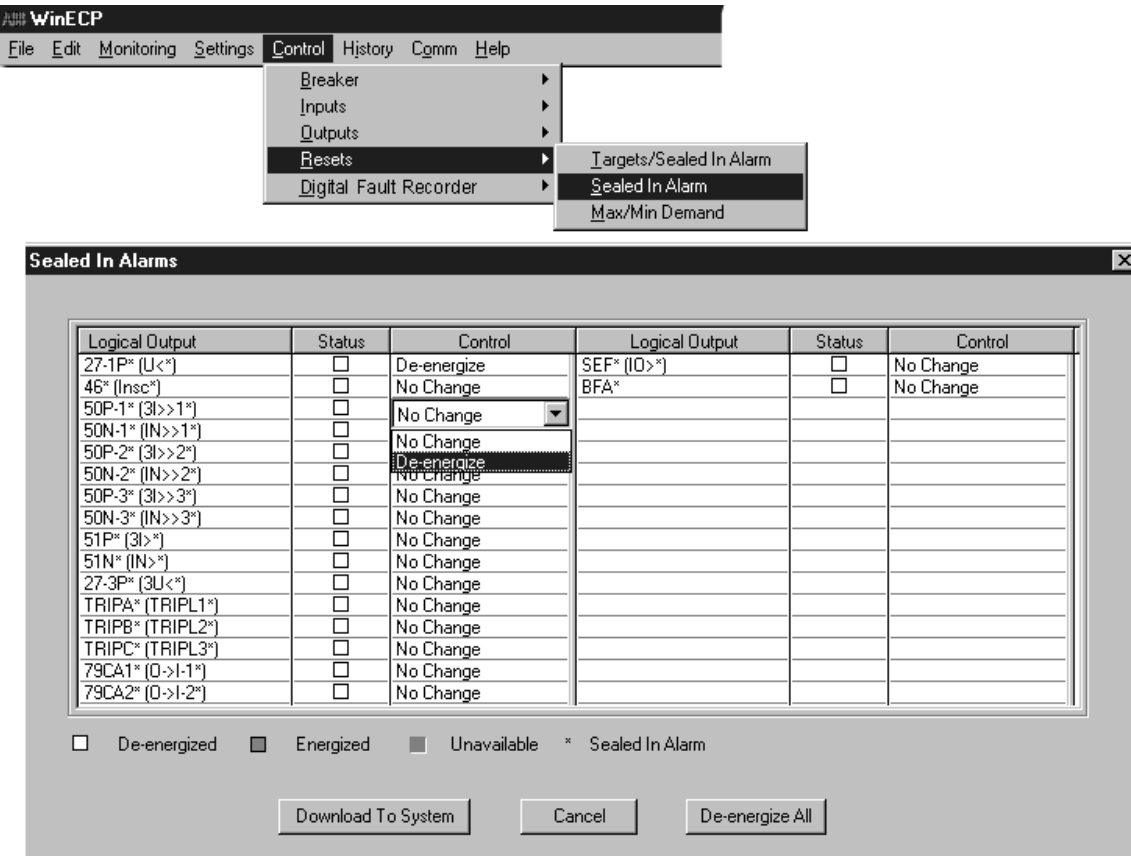 ABB WinECP
File Edit Monitoring Settings Control History Comm Help
Breaker
Inputs
Outputs
Resets
Digital Fault Recorder
Targets/Sealed In Alarm
Sealed In Alarm
Max/Min Demand
Sealed In Alarms
Logical Output Status Control Logical Output Status Control
27-1P* (U<*) De-energize SEF* (IO>*) No Change
46* (Insc*) No Change BFA* No Change
50P-1* (3I>>1*) No Change
50N-1* (IN>>1*) No Change
50P-2* (3I>>2*) De-energize
50N-2* (IN>>2*) No Change
50P-3* (3I>>3*) No Change
50N-3* (IN>>3*) No Change
51P* (3I>*) No Change
51N* (IN>*) No Change
27-3P* (3U<*) No Change
TRIPA* (TRIPL1*) No Change
TRIPB* (TRIPL2*) No Change
TRIPC* (TRIPL3*) No Change
79CA1* (O->I-1*) No Change
79CA2* (O->I-2*) No Change
De-energized Energized Unavailable * Sealed In Alarm
Download To System Cancel De-energize All